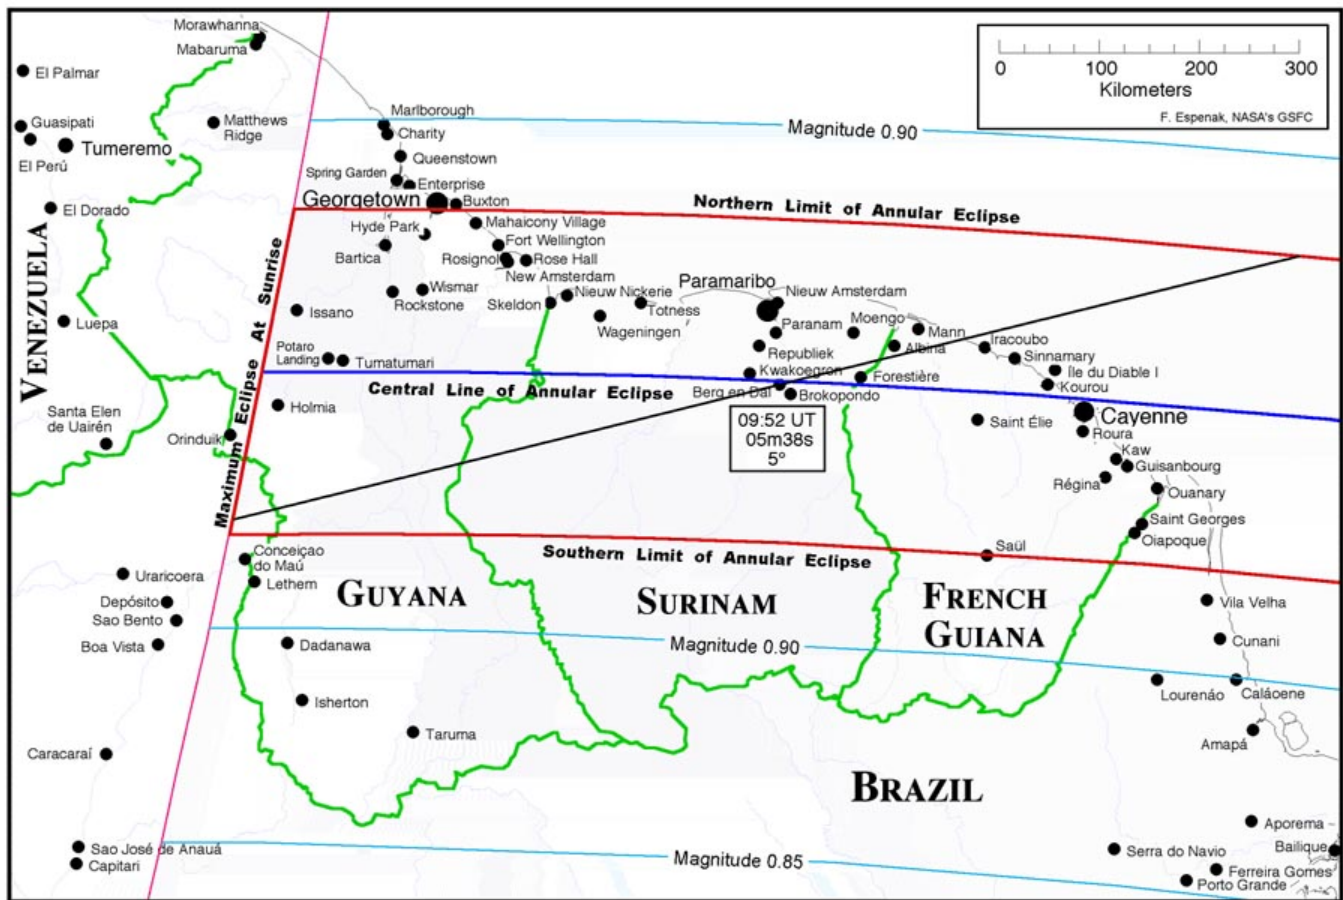 Morawhanna
Mabaruma
El Palmar
0 100 200 300
Kilometers
F. Espenak, NASA's GSFC
Marlborough
Guasipati
Matthews
Ridge
Magnitude 0.90
Charity
Tumeremo
El Perú
Queenstown
Spring Garden
Enterprise
Georgetown
Buxton
Northern Limit of Annular Eclipse
El Dorado
Mahaicony Village
Hyde Park
Fort Wellington
Bartica
Rosignol
Rose Hall
New Amsterdam
VENEZUELA
Maximum Eclipse At Sunrise
Paramaribo
Wismar
Rockstone
Nieuw Nickerie
Nieuw Amsterdam
Skeldon
Totness
Issano
Luepa
Wageningen
Paranam
Moengo
Mann
Albina
Iracoubo
Republiek
Sinnamary
Potaro
Landing
Tumatumari
Kwakoegron
Forestière
Île du Diable I
Kourou
Central Line of Annular Eclipse
Berg en Dal
Brokopondo
Holmia
Santa Elen
de Uairén
Cayenne
09:52 UT
05m38s
5°
Saint Élie
Orinduik
Roura
Kaw
Guisanbourg
Régina
Ouanary
Saint Georges
Oiapoque
Saül
Southern Limit of Annular Eclipse
Conceiçao
do Maú
Lethem
Uraricoera
GUYANA
SURINAM
FRENCH
GUIANA
Depósito
Sao Bento
Vila Velha
Boa Vista
Dadanawa
Magnitude 0.90
Cunani
Isherton
Lourenáo
Calácene
Taruma
Amapá
Caracaraí
BRAZIL
Aporema
Sao José de Anauá
Capitari
Magnitude 0.85
Serra do Navio
Bailique
Ferreira Gomes
Porto Grande